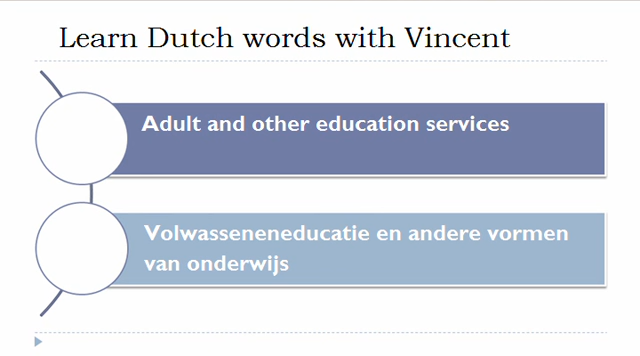 Learn Dutch words with Vincent
Adult and other education services
Volwasseneneducatie en andere vormen
van onderwijs